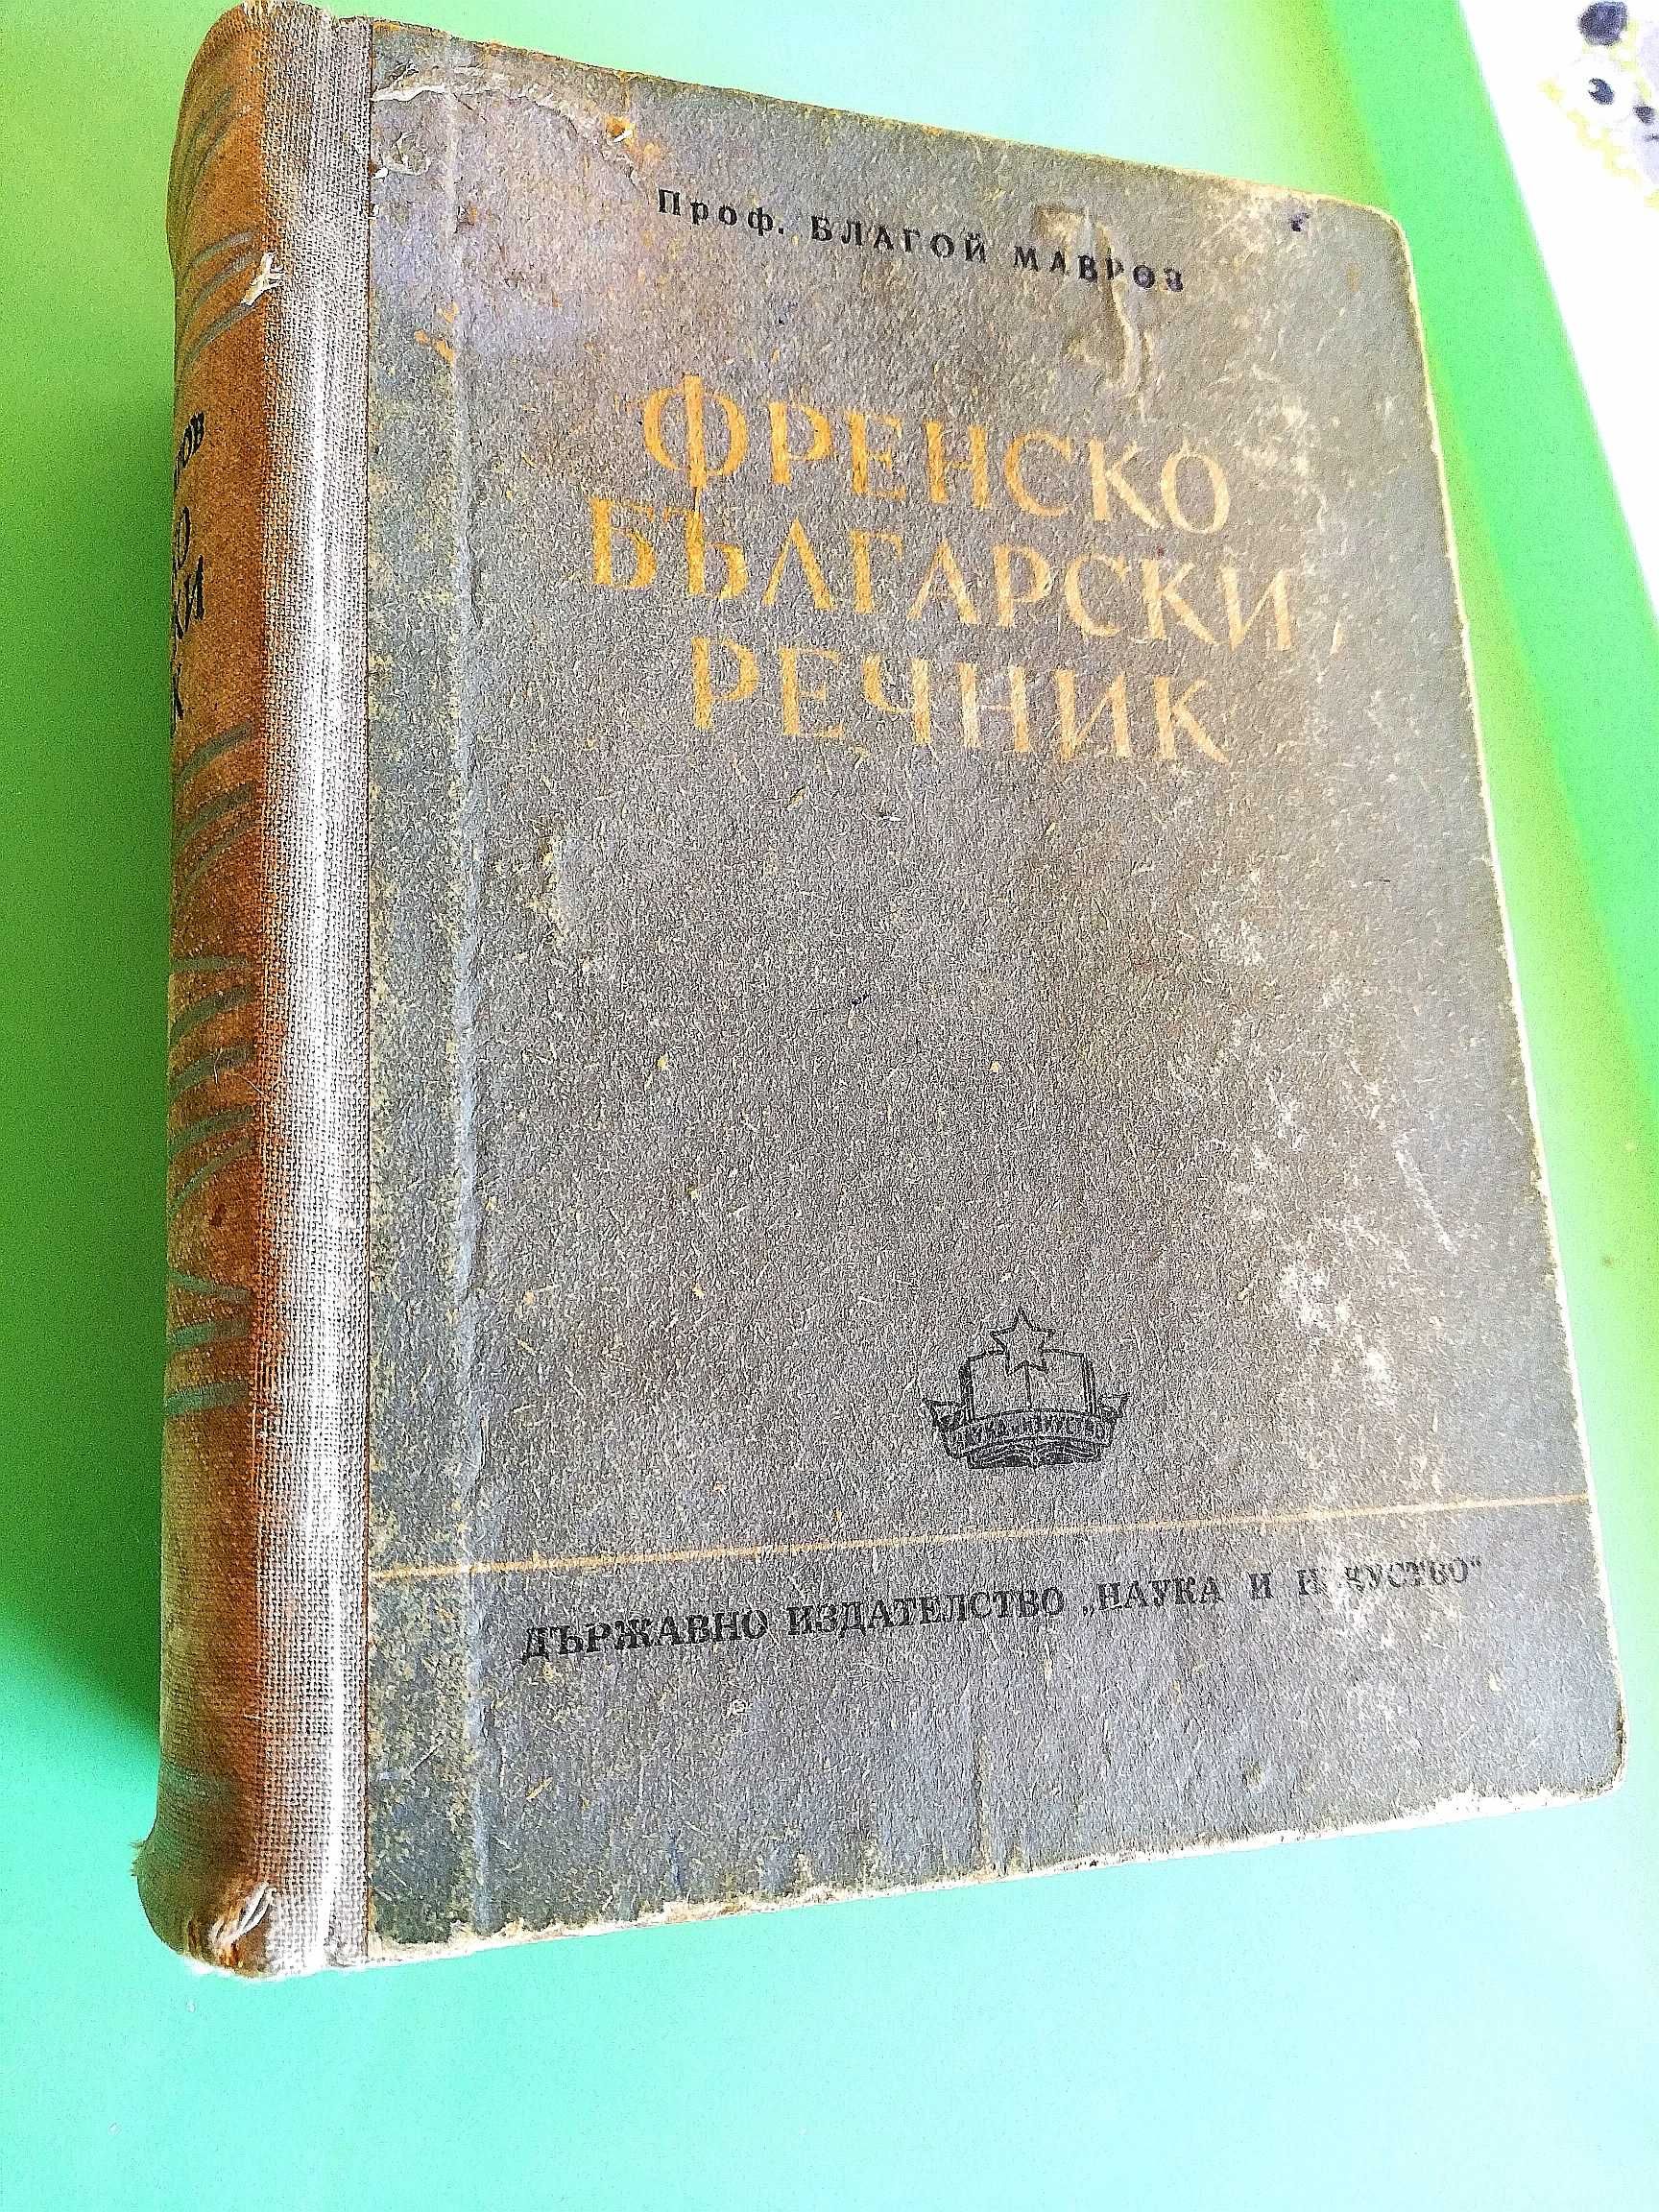 Проф. БЛАГОЙ МАВРОВ
ФРЕНСКО
БЪЛГАРСКИ
РЕЧНИК
ДЪРЖАВНО ИЗДАТЕЛСТВО „НАУКА И ИЗКУСТВО"